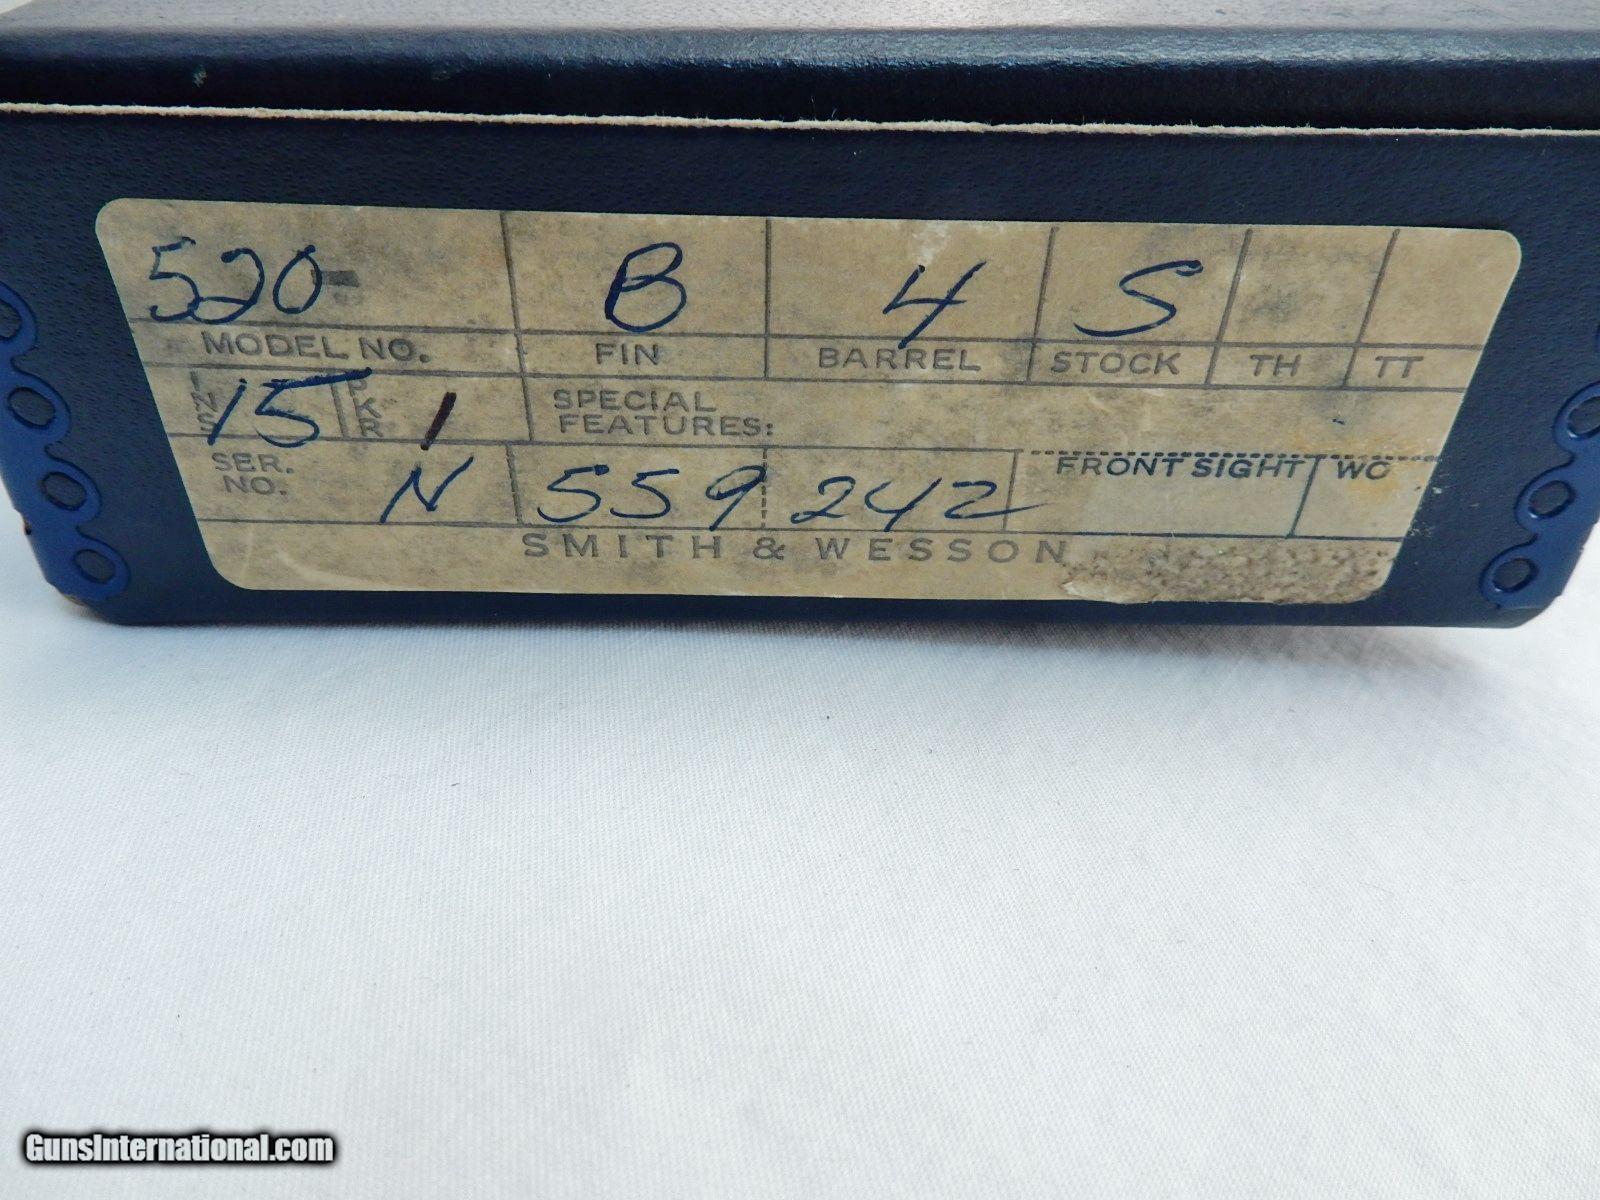 520- B 4 S
MODEL NO. FIN BARREL STOCK TH TT
INS 15 PKR 1 SPECIAL
FEATURES:
SER.
NO. N 559 242 FRONT SIGHT WO
SMITH & WESSON
GunsInternational.com